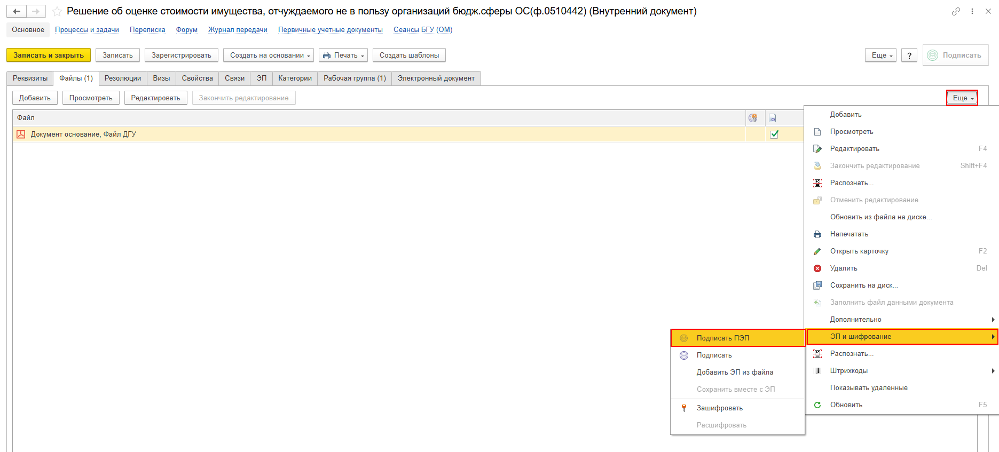 Решение об оценке стоимости имущества, отчуждаемого не в пользу организаций бюдж.сферы ОС(ф.0510442) (Внутренний документ)
Основное Процессы и задачи Переписка Форум Журнал передачи Первичные учетные документы Сеансы БГУ (ОМ)
Записать и закрыть Записать Зарегистрировать Создать на основании Печать Создать шаблоны Еще ? Подписать
Реквизиты Файлы (1) Резолюции Визы Свойства Связи ЭП Категории Рабочая группа (1) Электронный документ
Добавить Просмотреть Редактировать Закончить редактирование Еще
Файл
Документ основание, Файл ДГУ
Добавить
Просмотреть
Редактировать F4
Закончить редактирование Shift+F4
Распознать...
Отменить редактирование
Обновить из файла на диске...
Напечатать
Открыть карточку F2
Удалить Del
Сохранить на диск...
Заполнить файл данными документа
Дополнительно
ЭП и шифрование
Распознать...
Штрихкоды
Показывать удаленные
Обновить F5
Подписать ПЭП
Подписать
Добавить ЭП из файла
Сохранить вместе с ЭП
Зашифровать
Расшифровать